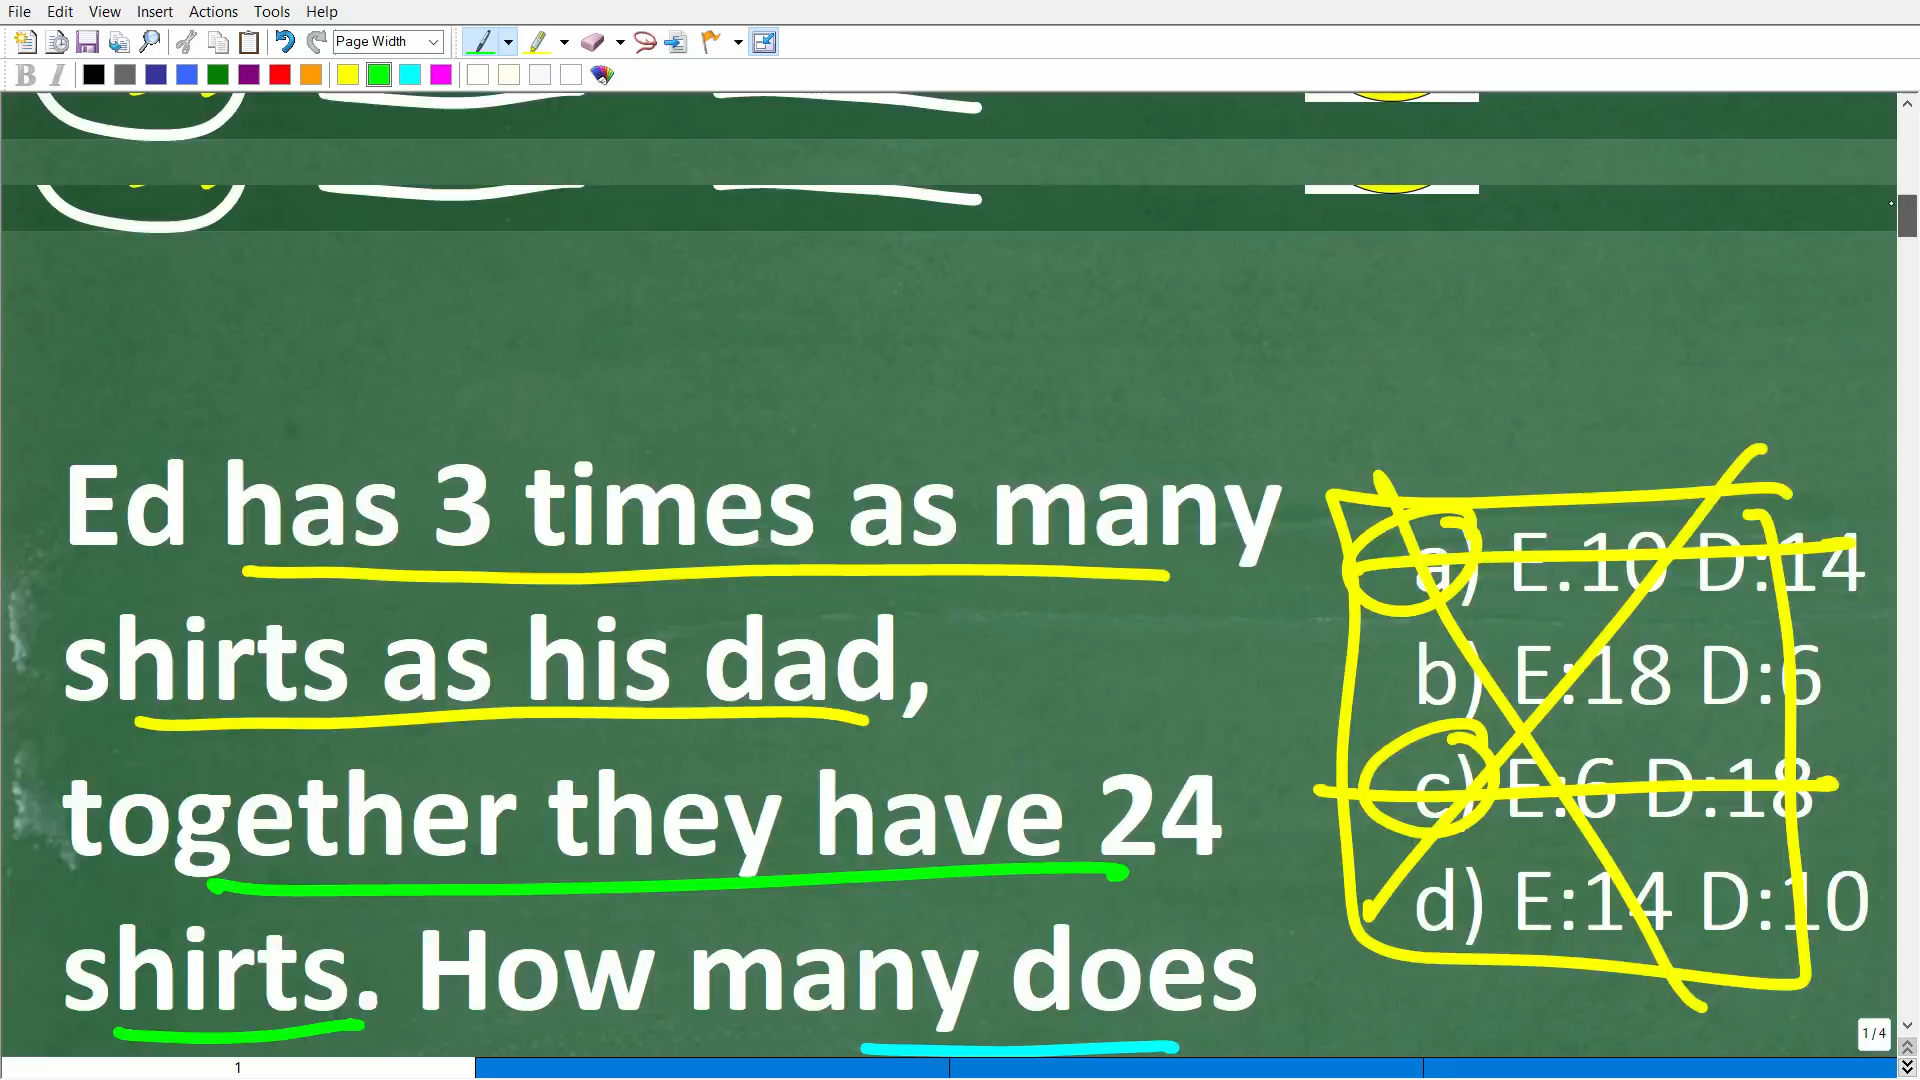 File Edit View Insert Actions Tools Help
Page Width
B I
Ed has 3 times as many
shirts as his dad,
together they have 24
shirts. How many does
a) E.10 D:14
b) E:18 D:6
c) E:6 D:18
d) E:14 D:10
1 / 4
1